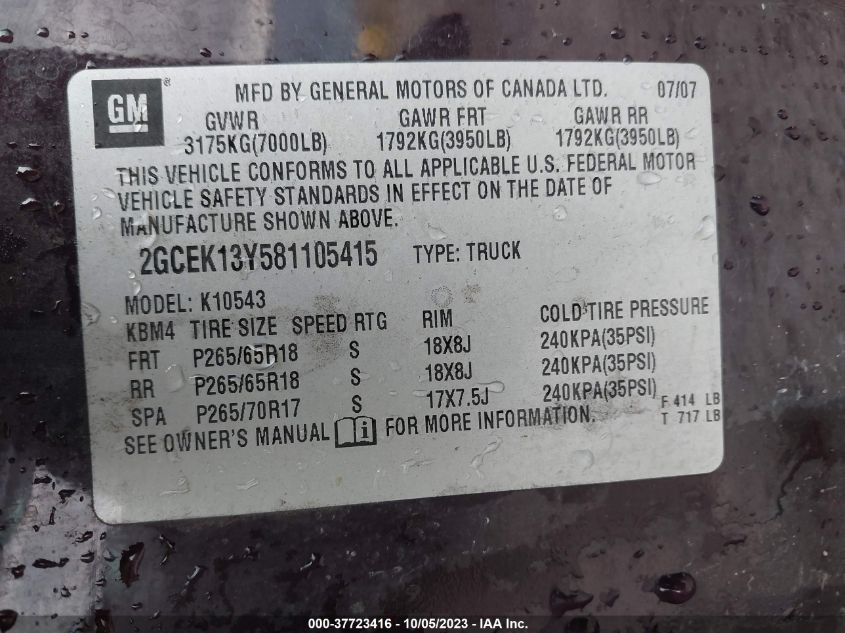 GM ®
MFD BY GENERAL MOTORS OF CANADA LTD. 07/07
GVWR GAWR FRT GAWR RR
3175KG(7000LB) 1792KG(3950LB) 1792KG(3950LB)
THIS VEHICLE CONFORMS TO ALL APPLICABLE U.S. FEDERAL MOTOR
VEHICLE SAFETY STANDARDS IN EFFECT ON THE DATE OF
MANUFACTURE SHOWN ABOVE.
2GCEK13Y581105415 TYPE: TRUCK
MODEL: K10543
KBM4 TIRE SIZE SPEED RTG RIM COLD TIRE PRESSURE
FRT P265/65R18 S 18X8J 240KPA(35PSI)
RR P265/65R18 S 18X8J 240KPA(35PSI)
SPA P265/70R17 S 17X7.5J 240KPA(35PSI) F 414 LB
SEE OWNER'S MANUAL FOR MORE INFORMATION. T 717 LB
000-37723416 - 10/05/2023 - IAA Inc.